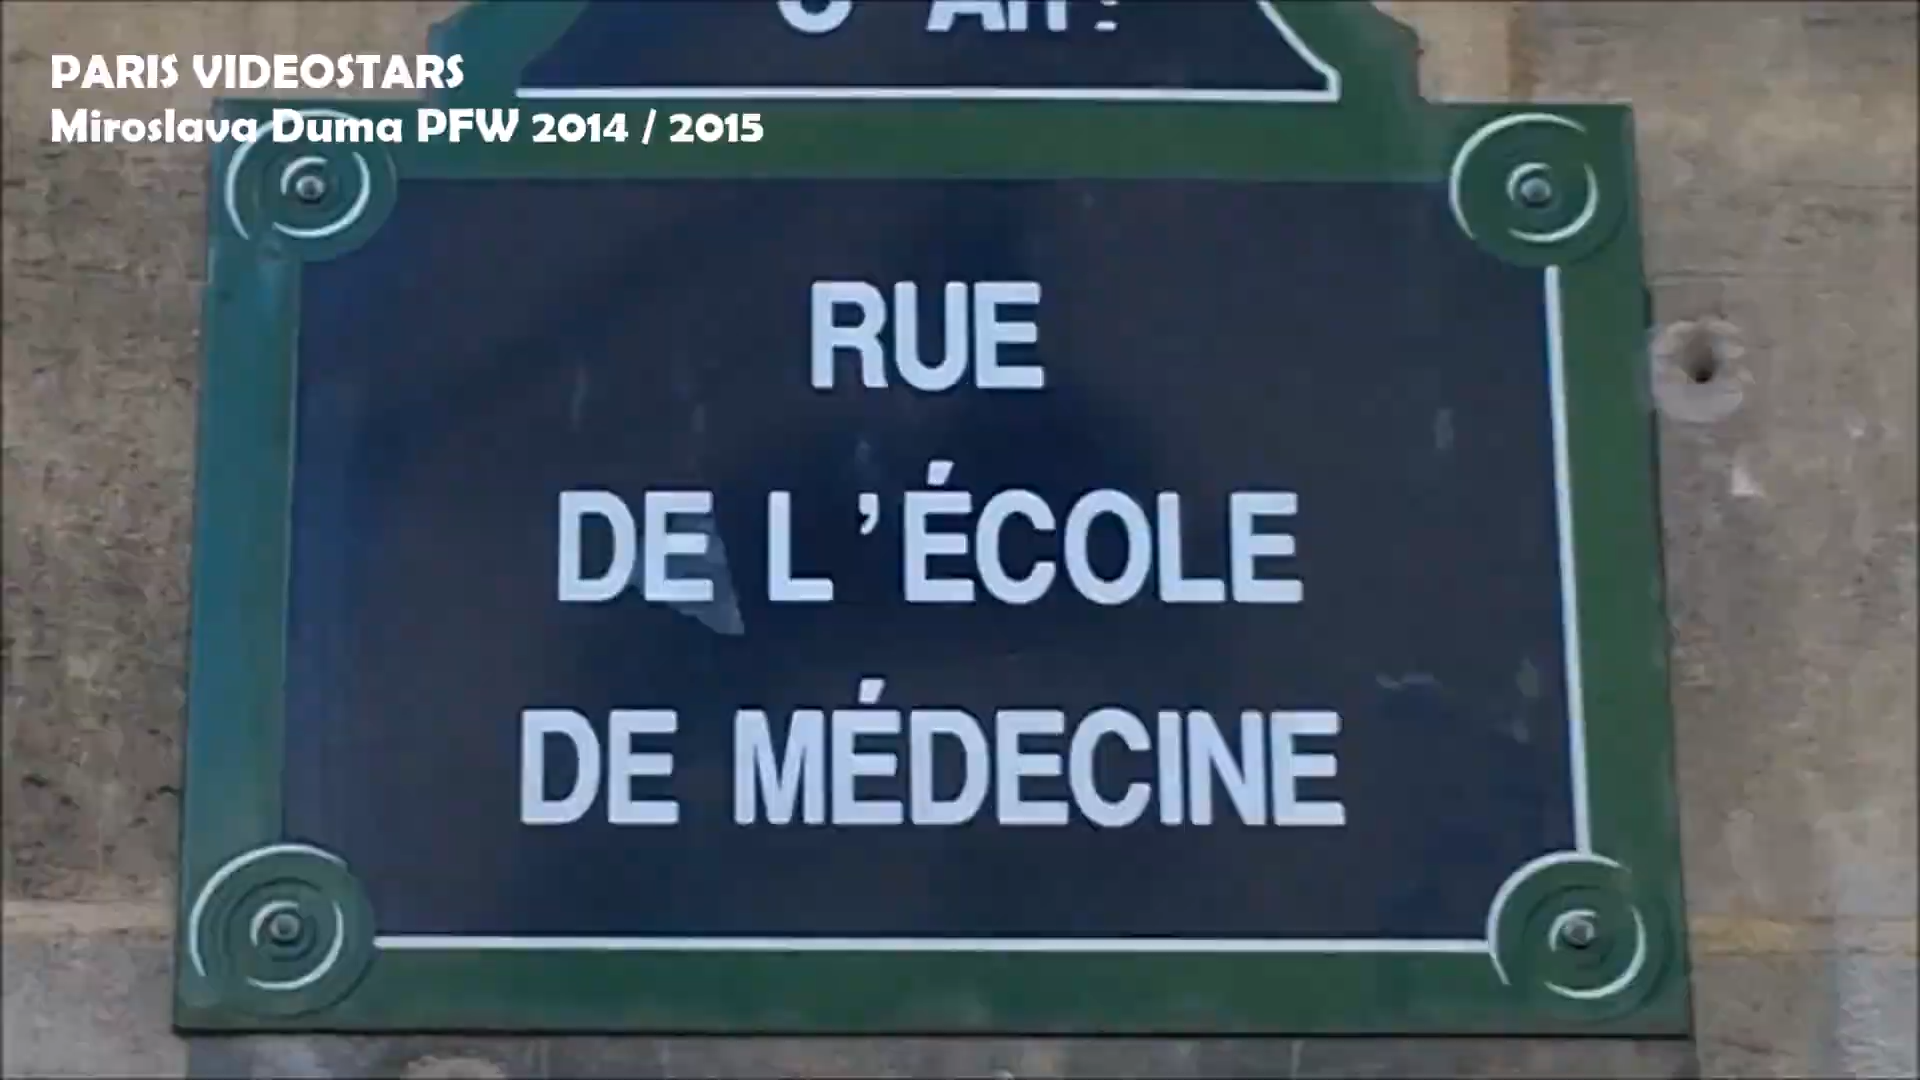 PARIS VIDEOSTARS
Miroslava Duma PFW 2014 / 2015
RUE
DE L'ÉCOLE
DE MÉDECINE